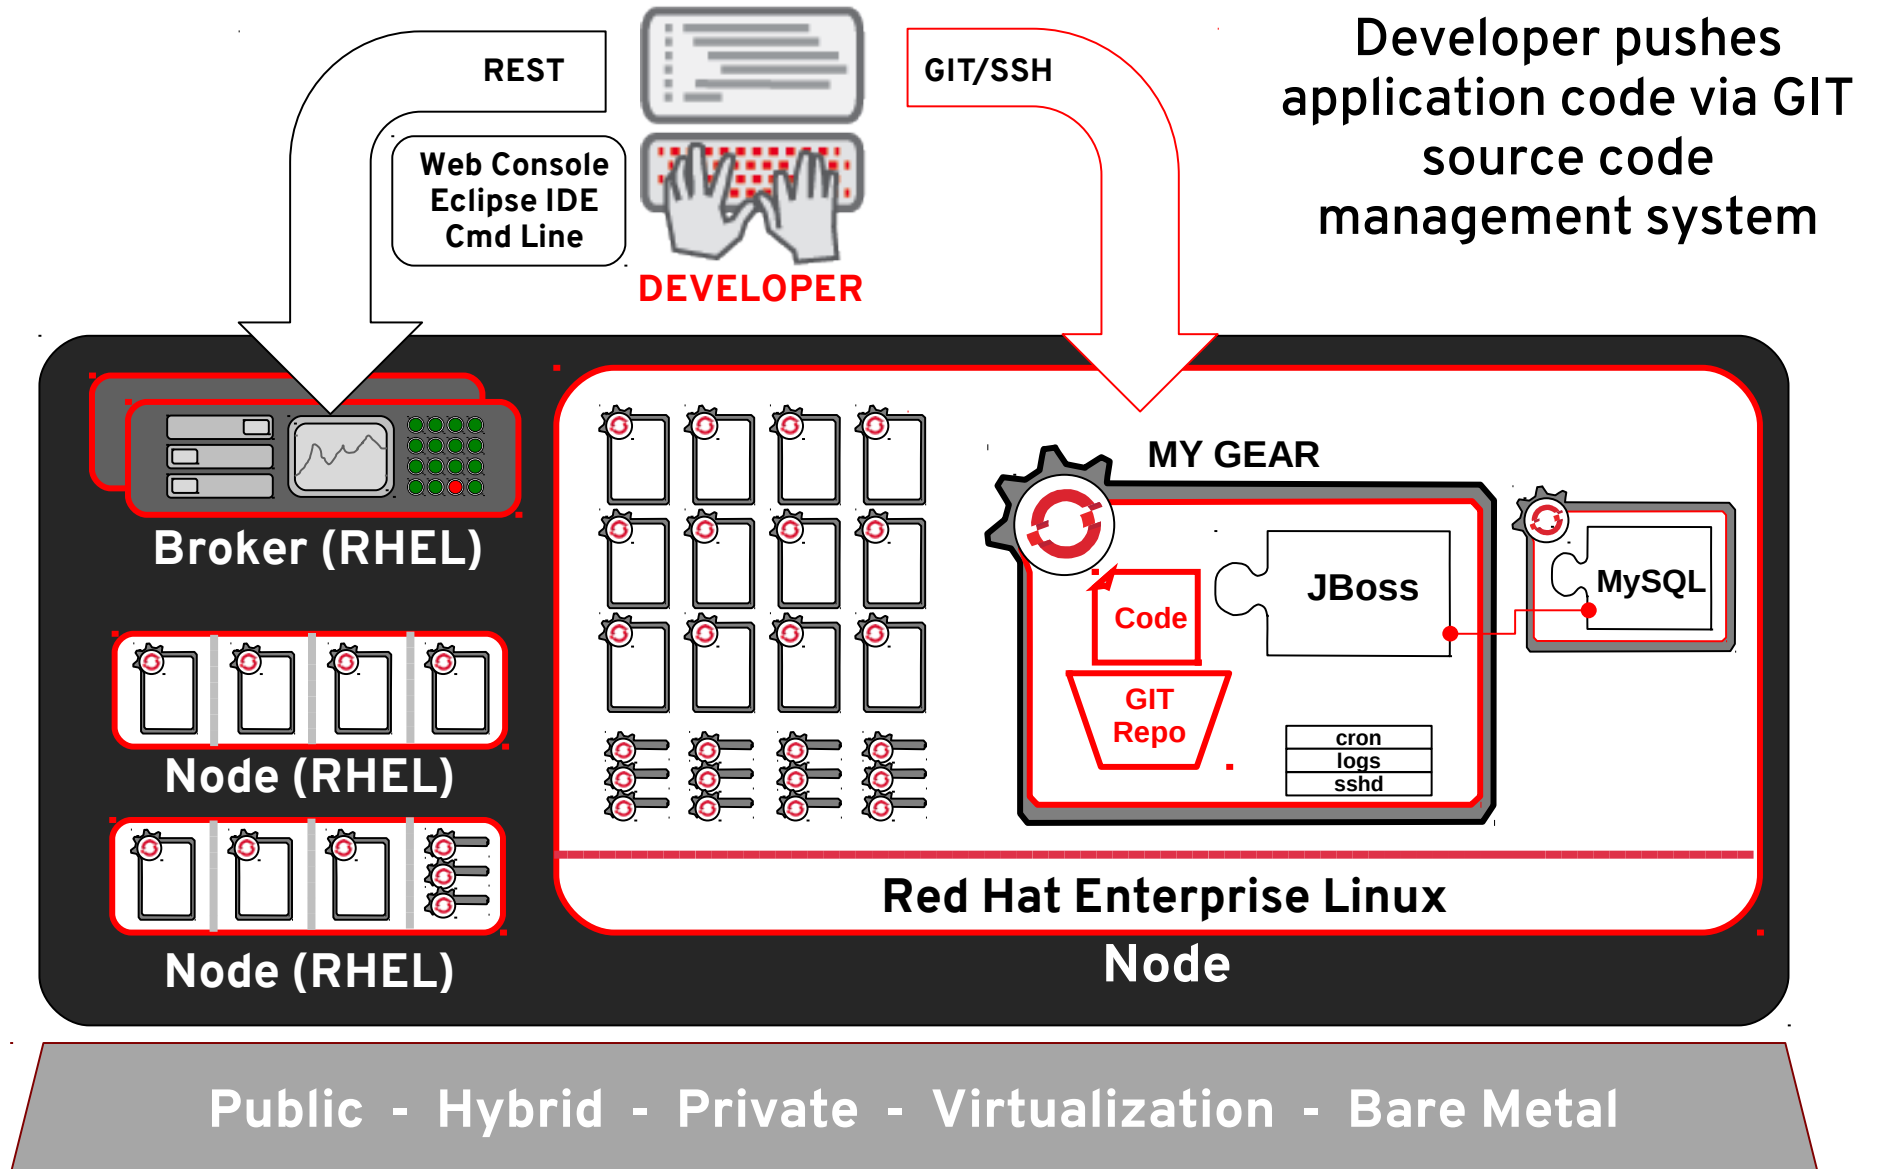 Developer pushes
application code via GIT
source code
management system
REST
GIT/SSH
Web Console
Eclipse IDE
Cmd Line
DEVELOPER
Broker (RHEL)
Node (RHEL)
Node (RHEL)
MY GEAR
JBoss
MySQL
Code
GIT
Repo
cron
logs
sshd
Red Hat Enterprise Linux
Node
Public - Hybrid - Private - Virtualization - Bare Metal